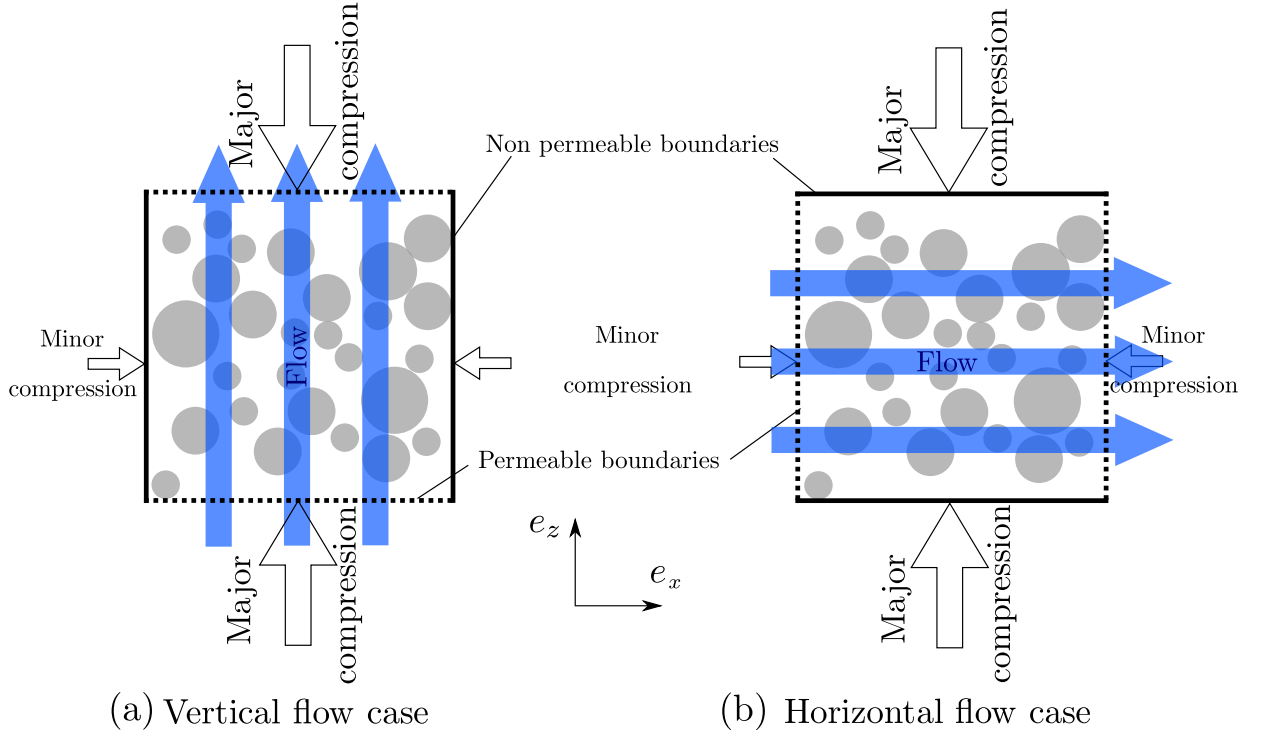 Major
compression
Major
compression
Non permeable boundaries
Minor
compression
Flow
Minor
compression
Flow
Minor
compression
Permeable boundaries
e_z
e_x
Major
compression
Major
compression
(a) Vertical flow case
(b) Horizontal flow case